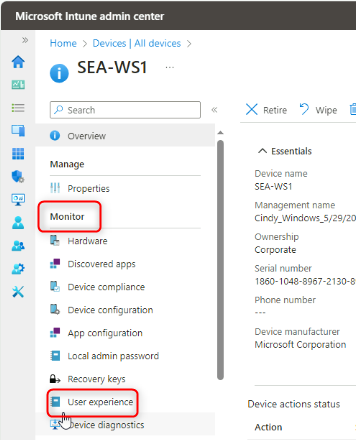 Microsoft Intune admin center
Home > Devices | All devices >
SEA-WS1 ...
Search
Retire
Wipe
Overview
Manage
Properties
Monitor
Hardware
Discovered apps
Device compliance
Device configuration
App configuration
Local admin password
Recovery keys
User experience
Device diagnostics
Essentials
Device name
SEA-WS1
Management name
Cindy_Windows_5/29/20
Ownership
Corporate
Serial number
1860-1048-8967-2130-8
Phone number
---
Device manufacturer
Microsoft Corporation
Device actions status
Action